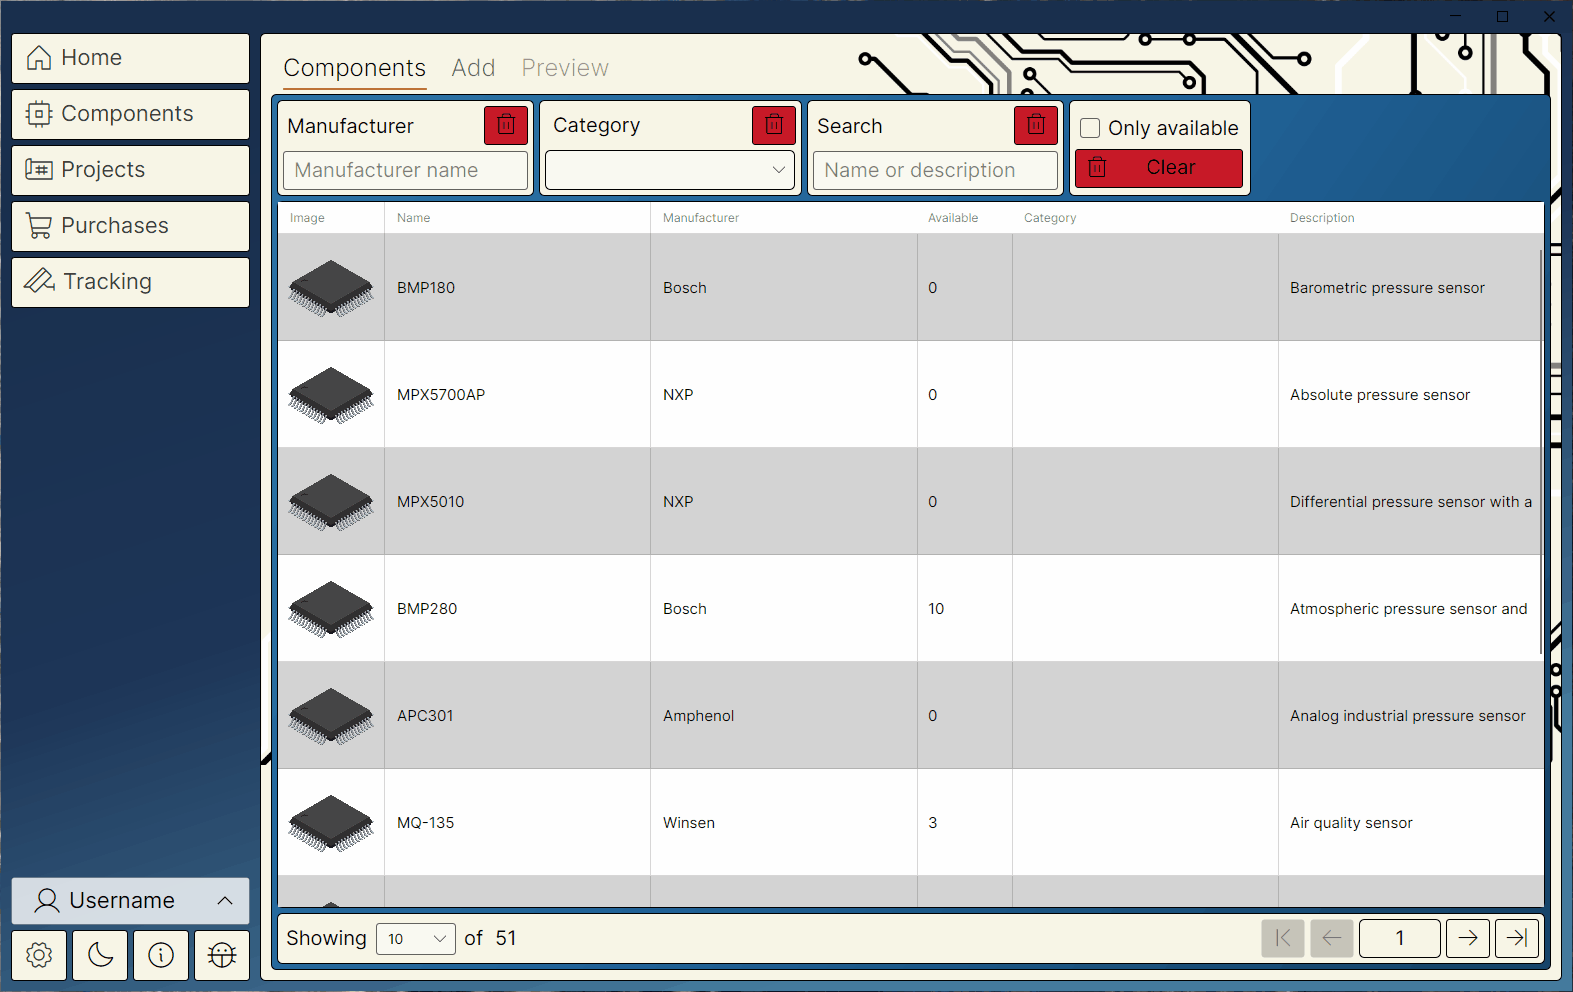 Home
Components
Projects
Purchases
Tracking
Username
Components Add Preview
Manufacturer
Manufacturer name
Category
Search
Name or description
Only available
Clear
Image Name Manufacturer Available Category Description
BMP180 Bosch 0 Barometric pressure sensor
MPX5700AP NXP 0 Absolute pressure sensor
MPX5010 NXP 0 Differential pressure sensor with a
BMP280 Bosch 10 Atmospheric pressure sensor and
APC301 Amphenol 0 Analog industrial pressure sensor
MQ-135 Winsen 3 Air quality sensor
Showing 10 of 51
1